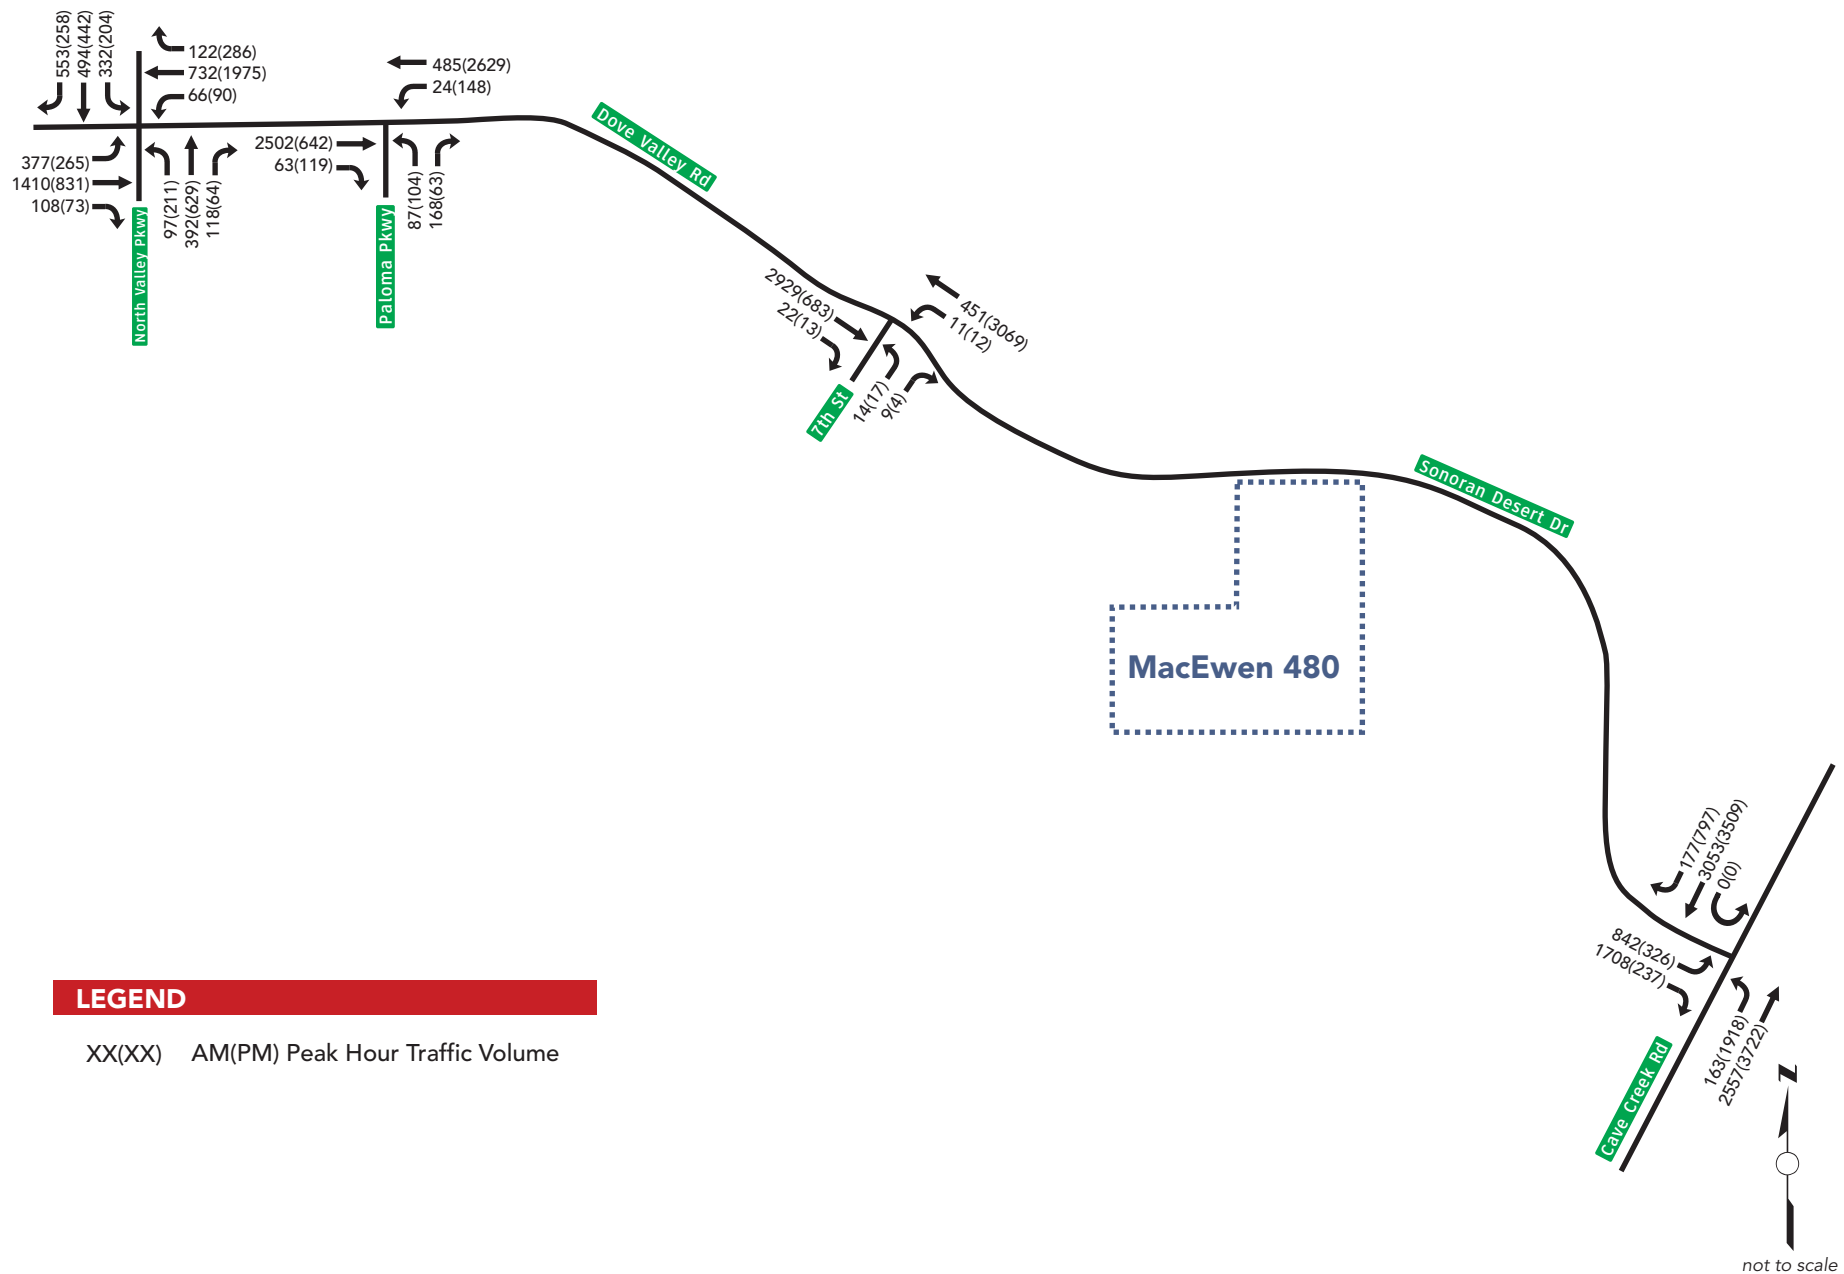 553(258)
494(442)
332(204)
122(286)
732(1975)
66(90)
377(265)
1410(831)
108(73)
97(211)
392(629)
118(64)
North Valley Pkwy
485(2629)
24(148)
2502(642)
63(119)
87(104)
168(63)
Paloma Pkwy
Dove Valley Rd
2929(683)
22(13)
451(3069)
11(12)
14(17)
9(4)
7th St
Sonoran Desert Dr
MacEwen 480
177(797)
3053(3509)
0(0)
842(326)
1708(237)
163(1918)
2557(3722)
Cave Creek Rd
LEGEND
XX(XX) AM(PM) Peak Hour Traffic Volume
N
not to scale